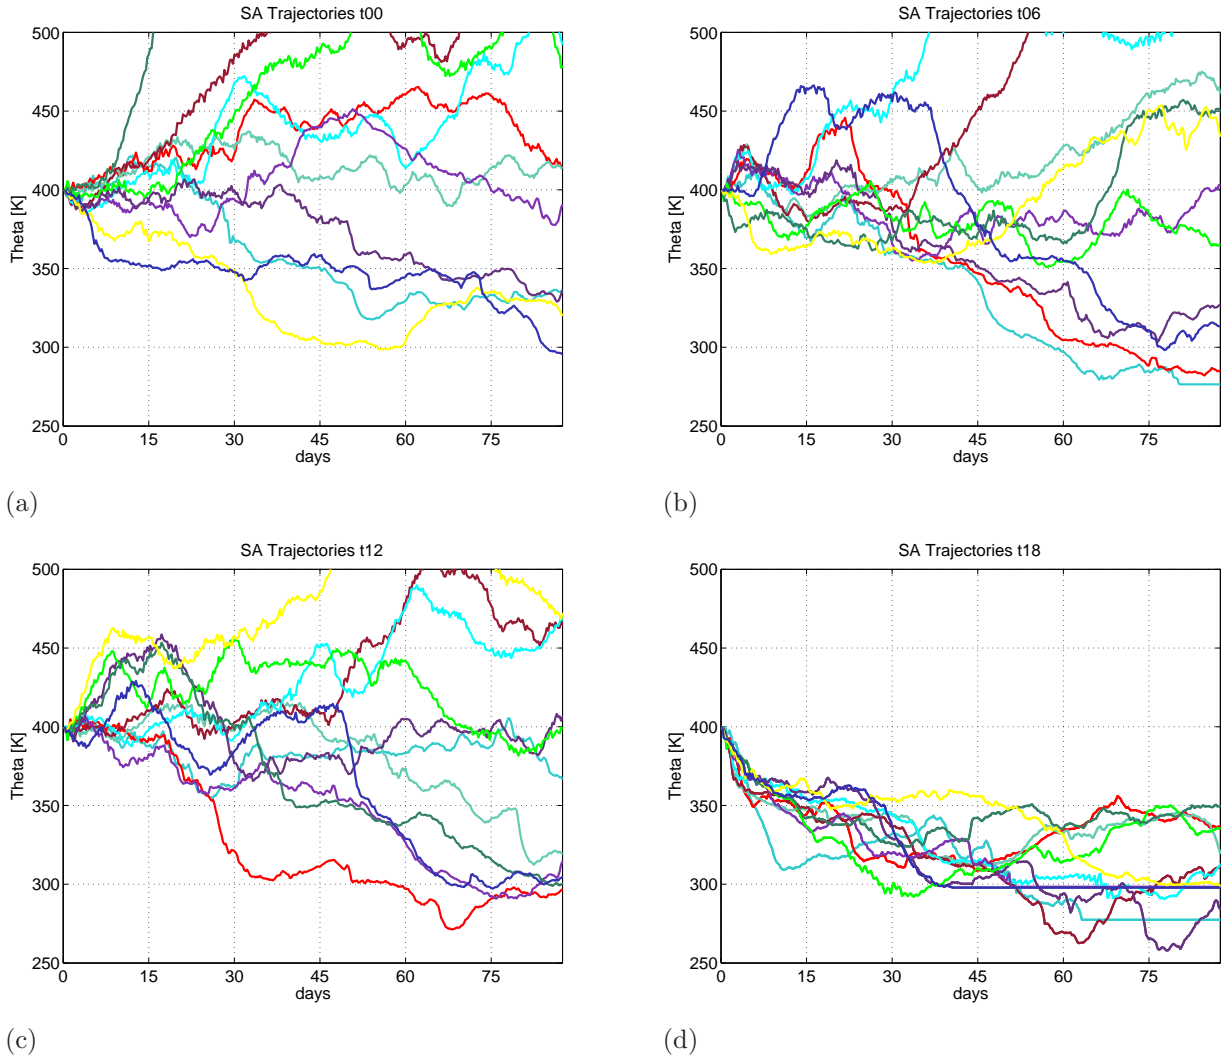 SA Trajectories t00
500
450
400
350
300
250
Theta [K]
0 15 30 45 60 75
days
(a)
SA Trajectories t06
500
450
400
350
300
250
Theta [K]
0 15 30 45 60 75
days
(b)
SA Trajectories t12
500
450
400
350
300
250
Theta [K]
0 15 30 45 60 75
days
(c)
SA Trajectories t18
500
450
400
350
300
250
Theta [K]
0 15 30 45 60 75
days
(d)